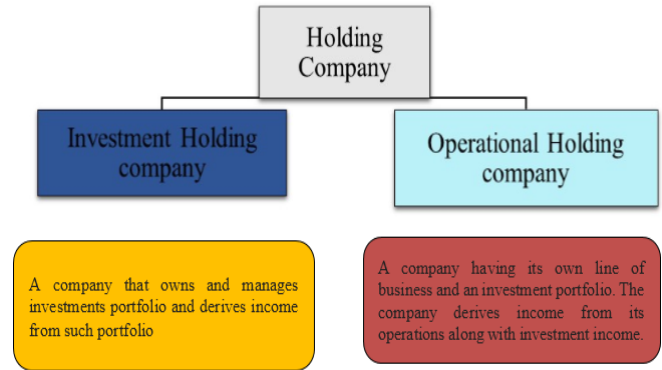 Holding
Company
Investment Holding
company
Operational Holding
company
A company that owns and manages
investments portfolio and derives income
from such portfolio
A company having its own line of
business and an investment portfolio. The
company derives income from its
operations along with investment income.